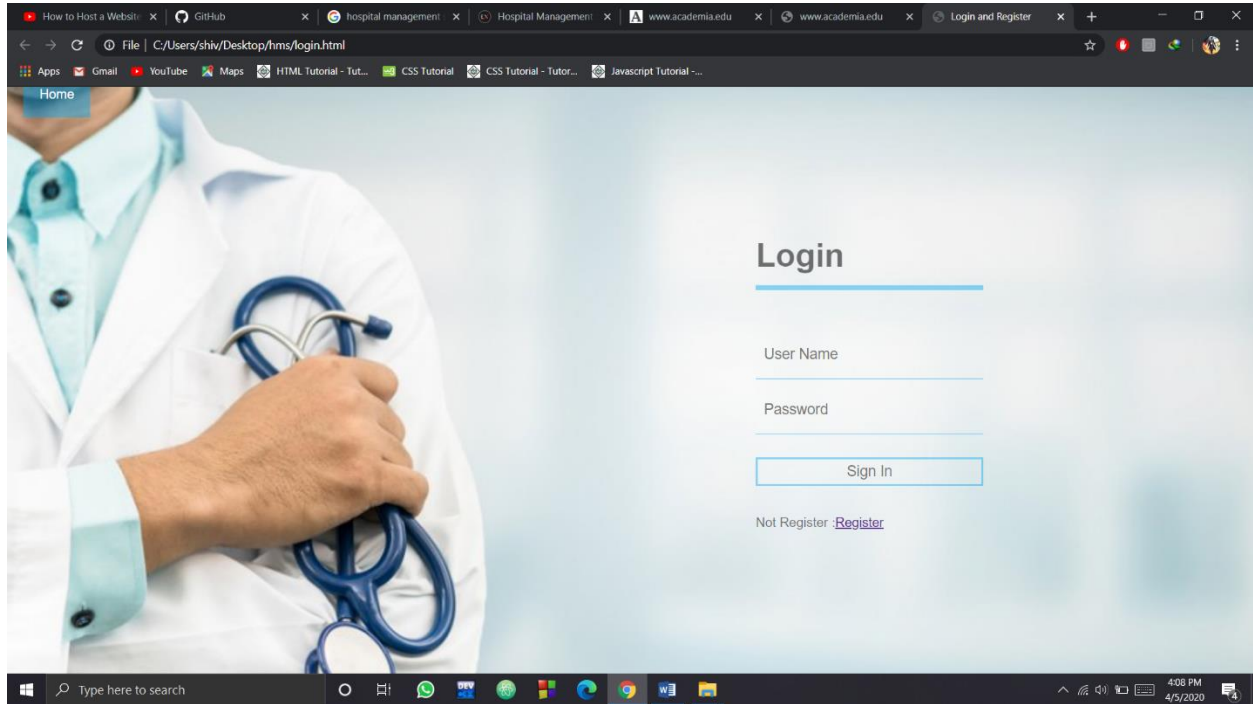 How to Host a Website
GitHub
hospital management
Hospital Management
www.academia.edu
www.academia.edu
Login and Register
File | C:/Users/shiv/Desktop/hms/login.html
Apps
Gmail
YouTube
Maps
HTML Tutorial - Tut...
CSS Tutorial
CSS Tutorial - Tutor...
Javascript Tutorial -...
Home
Login
User Name
Password
Sign In
Not Register :Register
Type here to search
DEV
4:08 PM
4/5/2020
4